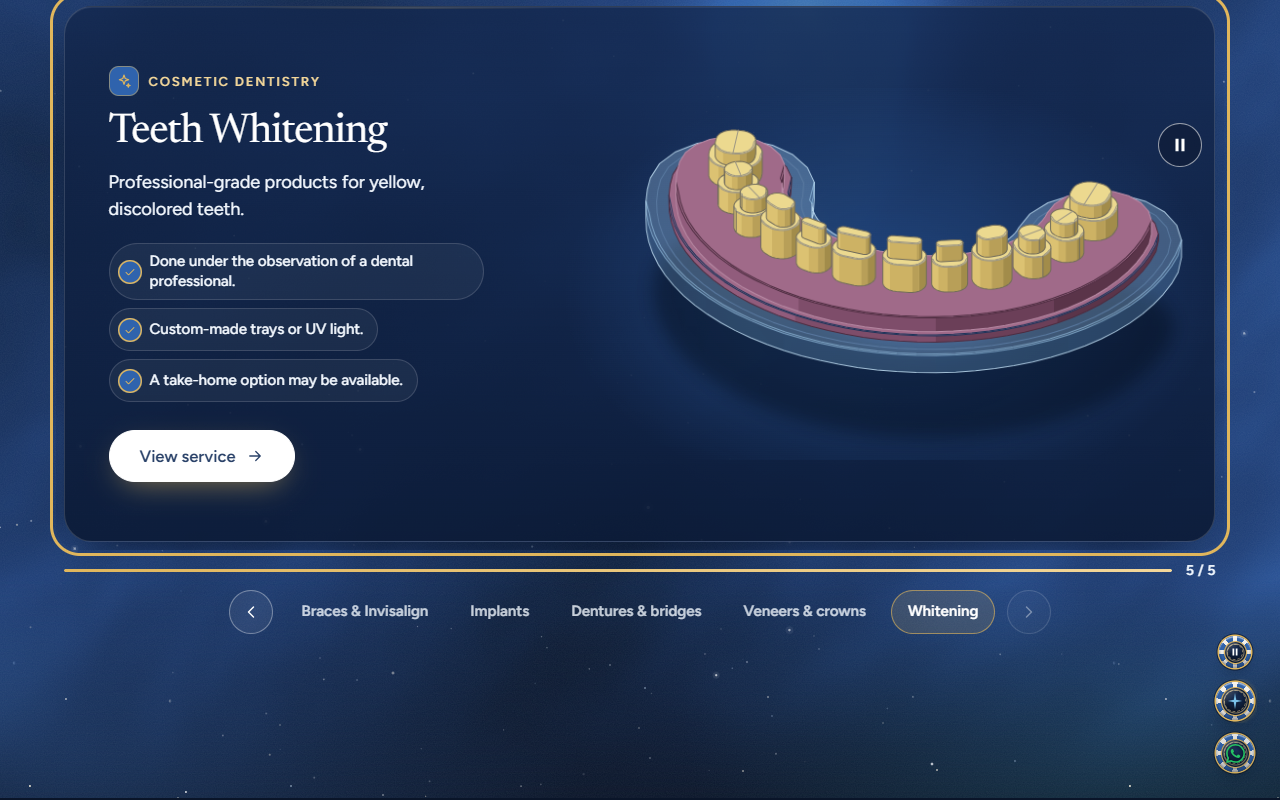 COSMETIC DENTISTRY
Teeth Whitening
Professional-grade products for yellow,
discolored teeth.
Done under the observation of a dental
professional.
Custom-made trays or UV light.
A take-home option may be available.
View service
5 / 5
Braces & Invisalign
Implants
Dentures & bridges
Veneers & crowns
Whitening